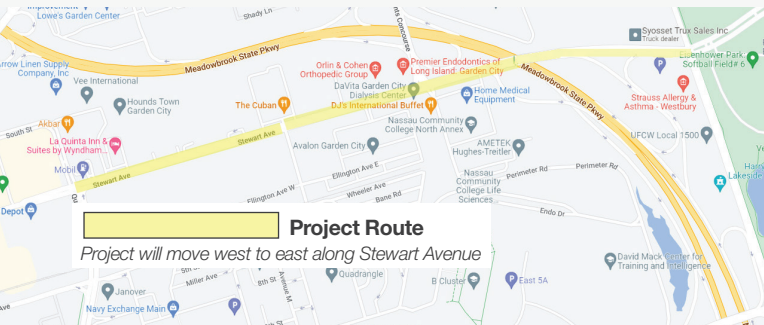 Improvement
Lowe's Garden Center
Shady Ln
nts Concourse
Syosset Trux Sales Inc
Truck dealer
Meadowbrook State Pkwy
Arrow Linen Supply
Company, Inc
Vee International
Orlin & Cohen
Orthopedic Group
Premier Endodontics of
Long Island: Garden City
Eisenhower Park
Softball Field# 6
DaVita Garden City
Dialysis Center
Meadowbrook State Pkwy
Hounds Town
Garden City
The Cuban
DJ's International Buffet
Home Medical
Equipment
Strauss Allergy &
Asthma - Westbury
Akbar
South St
Nassau Community
College North Annex
UFCW Local 1500
La Quinta Inn &
Suites by Wyndham...
Stewart Ave
Avalon Garden City
AMETEK
Hughes-Treitler
Mobil
Stewart Ave
Ellington Ave E
Nassau
Community
College Life
Sciences
Perimeter Rd
Perimeter Rd
Lakeside
Ellington Ave W
Wheeler Ave
Bane Rd
Depot
Endo Dr
Project Route
Project will move west to east along Stewart Avenue
David Mack Center for
Training and Intelligence
Miller Ave
8th St
Avenue M
Quadrangle
B Cluster
East 5A
Janover
Navy Exchange Main